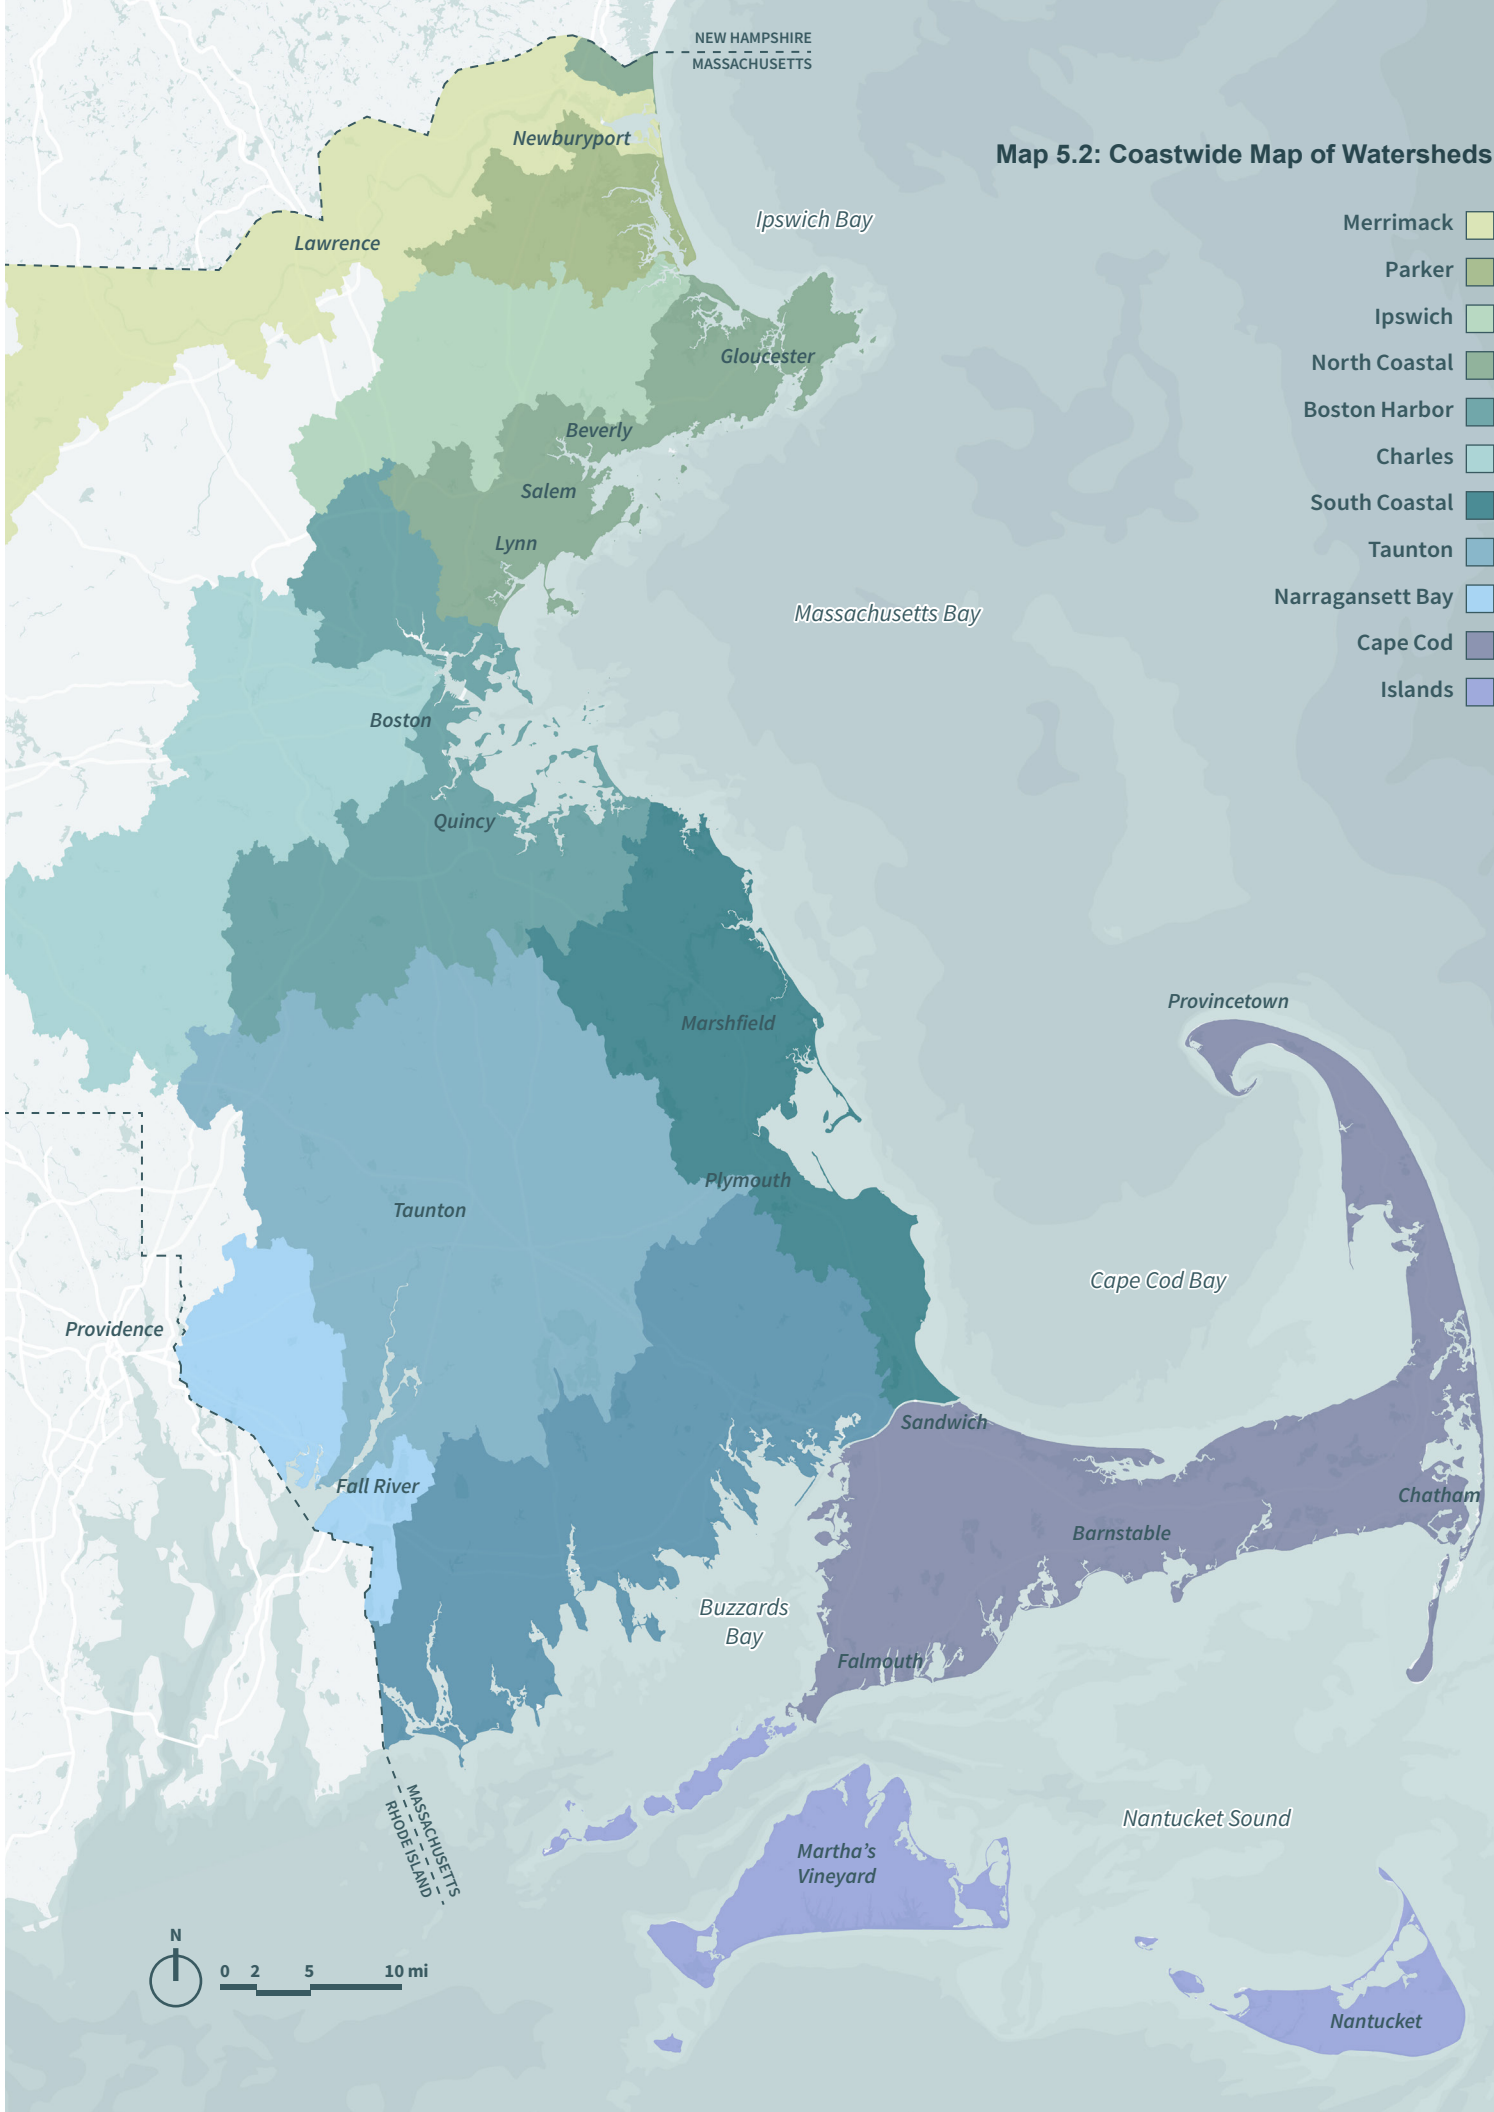 NEW HAMPSHIRE
MASSACHUSETTS
Newburyport
Map 5.2: Coastwide Map of Watersheds
Ipswich Bay
Merrimack
Lawrence
Parker
Ipswich
Gloucester
North Coastal
Beverly
Boston Harbor
Charles
Salem
South Coastal
Lynn
Taunton
Narragansett Bay
Massachusetts Bay
Cape Cod
Islands
Boston
Quincy
Provincetown
Marshfield
Plymouth
Taunton
Cape Cod Bay
Providence
Sandwich
Fall River
Chatham
Barnstable
Buzzards
Bay
Falmouth
MASSACHUSETTS
RHODE ISLAND
Nantucket Sound
Martha’s
Vineyard
N
0 2 5 10 mi
Nantucket